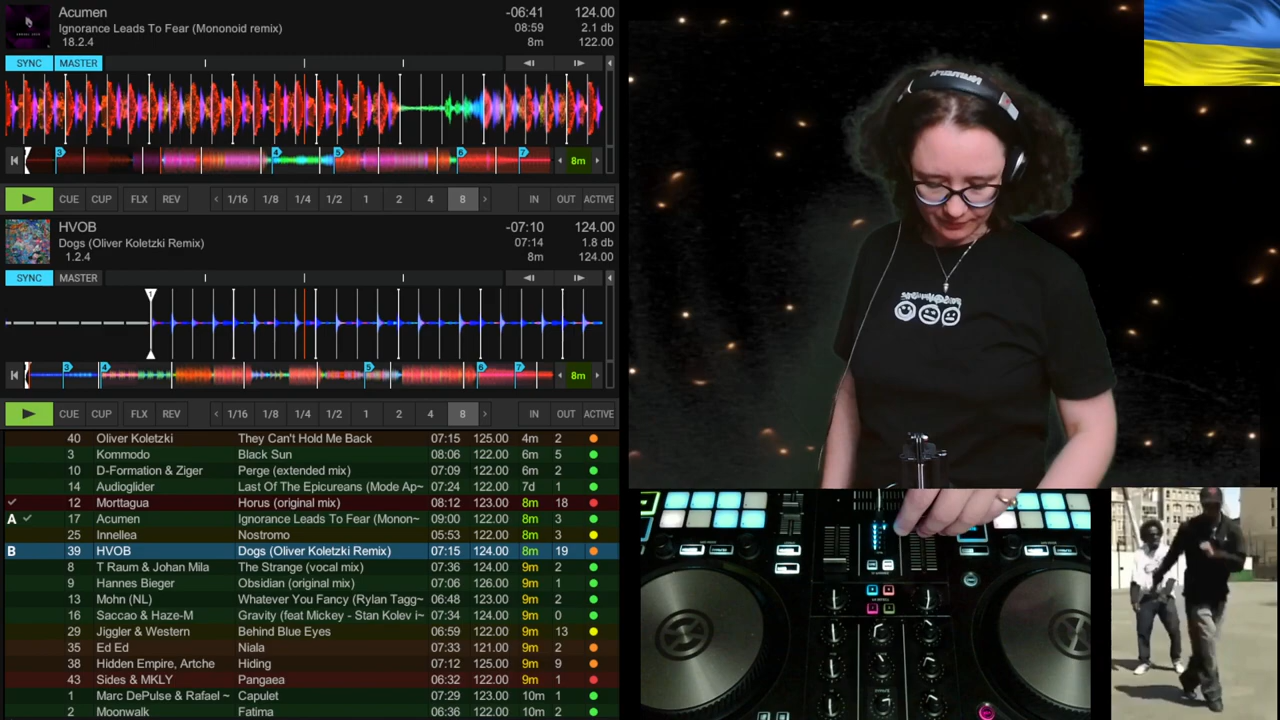 Acumen -06:41 124.00
Ignorance Leads To Fear (Mononoid remix) 08:59 2.1 db
18.2.4 8m 122.00
SYNC MASTER
3 4 5 6 7 8m
CUE CUP FLX REV 1/16 1/8 1/4 1/2 1 2 4 8 IN OUT ACTIVE
HVOB -07:10 124.00
Dogs (Oliver Koletzki Remix) 07:14 1.8 db
1.2.4 8m 124.00
SYNC MASTER
1
3 4 5 6 7 8m
CUE CUP FLX REV 1/16 1/8 1/4 1/2 1 2 4 8 IN OUT ACTIVE
40 Oliver Koletzki They Can't Hold Me Back 07:15 125.00 4m 2
3 Kommodo Black Sun 08:06 122.00 6m 5
10 D-Formation & Ziger Perge (extended mix) 07:09 122.00 6m 2
14 Audioglider Last Of The Epicureans (Mode Ap~ 07:24 122.00 7d 1
12 Morttagua Horus (original mix) 08:12 123.00 8m 18
A 17 Acumen Ignorance Leads To Fear (Monon~ 09:00 122.00 8m 3
25 Innellea Nostromo 05:53 122.00 8m 3
B 39 HVOB Dogs (Oliver Koletzki Remix) 07:15 124.00 8m 19
8 T Raum & Johan Mila The Strange (vocal mix) 07:36 124.00 9m 2
9 Hannes Bieger Obsidian (original mix) 07:06 126.00 9m 1
13 Mohn (NL) Whatever You Fancy (Rylan Tagg~ 06:48 123.00 9m 2
16 Saccao & Haze-M Gravity (feat Mickey - Stan Kolev i~ 07:34 124.00 9m 0
29 Jiggler & Western Behind Blue Eyes 06:59 122.00 9m 13
35 Ed Ed Niala 07:33 121.00 9m 2
38 Hidden Empire, Artche Hiding 07:12 125.00 9m 9
43 Sides & MKLY Pangaea 06:32 122.00 9m 1
1 Marc DePulse & Rafael ~ Capulet 07:29 123.00 10m 1
2 Moonwalk Fatima 06:36 122.00 10m 2